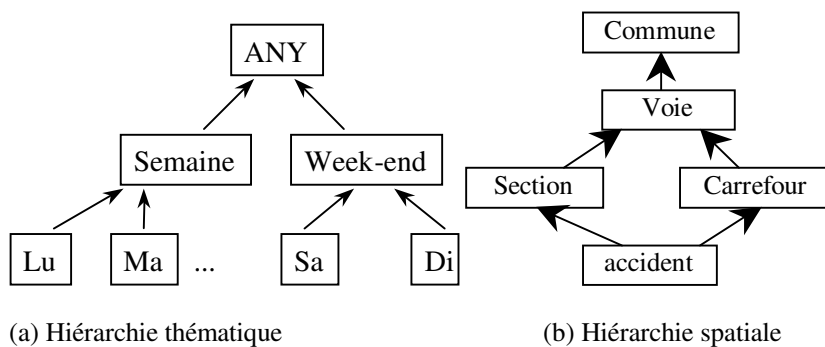 ANY
Semaine
Week-end
Lu
Ma
...
Sa
Di
(a) Hiérarchie thématique
Commune
Voie
Section
Carrefour
accident
(b) Hiérarchie spatiale